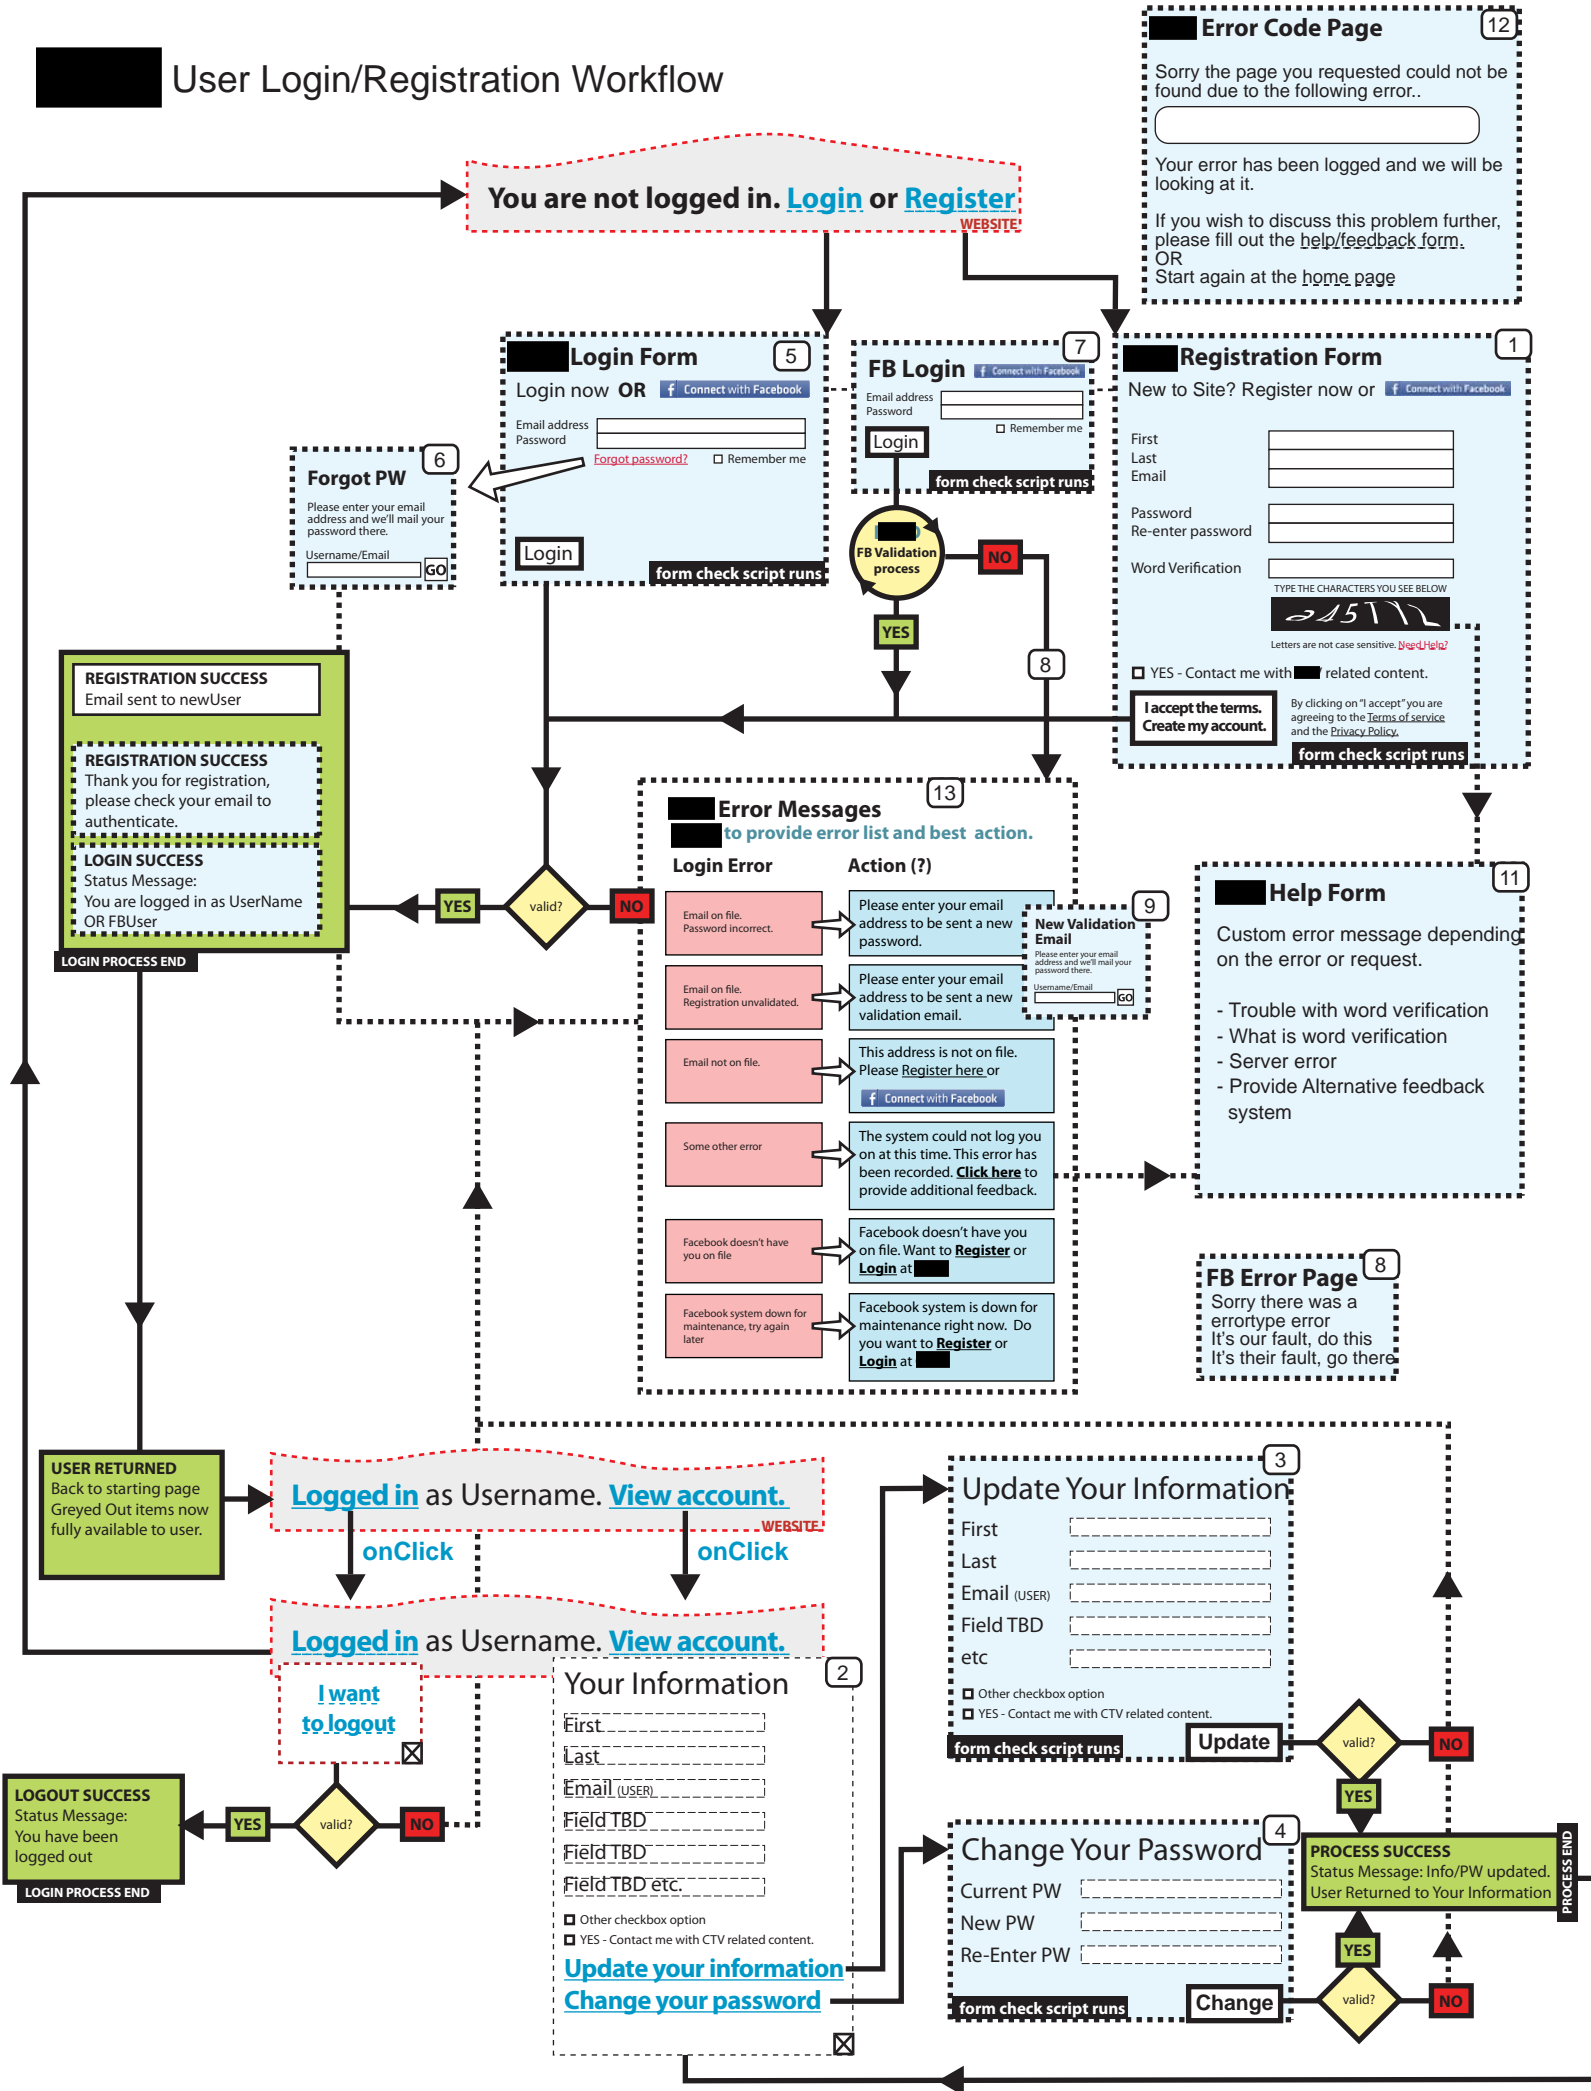 User Login/Registration Workflow
Error Code Page
12
Sorry the page you requested could not be
found due to the following error..
Your error has been logged and we will be
looking at it.
If you wish to discuss this problem further,
please fill out the help/feedback form.
OR
Start again at the home page
You are not logged in. Login or Register
WEBSITE
Login Form
5
Login now OR
f Connect with Facebook
Email address
Password
Forgot password?
Remember me
Login
form check script runs
6
Forgot PW
Please enter your email
address and we'll mail your
password there.
Username/Email
GO
7
FB Login
f Connect with Facebook
Email address
Password
Remember me
Login
form check script runs
FB Validation
process
NO
YES
8
Registration Form
1
New to Site? Register now or
f Connect with Facebook
First
Last
Email
Password
Re-enter password
Word Verification
TYPE THE CHARACTERS YOU SEE BELOW
Letters are not case sensitive. Need Help?
YES - Contact me with
related content.
I accept the terms.
Create my account.
By clicking on "I accept" you are
agreeing to the Terms of service
and the Privacy Policy.
form check script runs
REGISTRATION SUCCESS
Email sent to newUser
REGISTRATION SUCCESS
Thank you for registration,
please check your email to
authenticate.
LOGIN SUCCESS
Status Message:
You are logged in as UserName
OR FBUser
LOGIN PROCESS END
YES
valid?
NO
Error Messages
13
to provide error list and best action.
Login Error
Action (?)
Email on file.
Password incorrect.
Please enter your email
address to be sent a new
password.
Email on file.
Registration unvalidated.
Please enter your email
address to be sent a new
validation email.
Email not on file.
This address is not on file.
Please Register here or
f Connect with Facebook
Some other error
The system could not log you
on at this time. This error has
been recorded. Click here to
provide additional feedback.
Facebook doesn't have
you on file
Facebook doesn't have you
on file. Want to Register or
Login at
Facebook system down for
maintenance, try again
later
Facebook system is down for
maintenance right now. Do
you want to Register or
Login at
9
New Validation
Email
Please enter your email
address and we'll mail your
password there.
Username/Email
GO
11
Help Form
Custom error message depending
on the error or request.
- Trouble with word verification
- What is word verification
- Server error
- Provide Alternative feedback
system
8
FB Error Page
Sorry there was a
errortype error
It's our fault, do this
It's their fault, go there
USER RETURNED
Back to starting page
Greyed Out items now
fully available to user.
Logged in as Username. View account.
WEBSITE
onClick
onClick
Logged in as Username. View account.
I want
to logout
LOGOUT SUCCESS
Status Message:
You have been
logged out
LOGIN PROCESS END
YES
valid?
NO
2
Your Information
First
Last
Email (USER)
Field TBD
Field TBD
Field TBD etc.
Other checkbox option
YES - Contact me with CTV related content.
Update your information
Change your password
3
Update Your Information
First
Last
Email (USER)
Field TBD
etc
Other checkbox option
YES - Contact me with CTV related content.
form check script runs
Update
valid?
NO
YES
4
Change Your Password
Current PW
New PW
Re-Enter PW
form check script runs
Change
PROCESS SUCCESS
Status Message: Info/PW updated.
User Returned to Your Information
PROCESS END
YES
valid?
NO